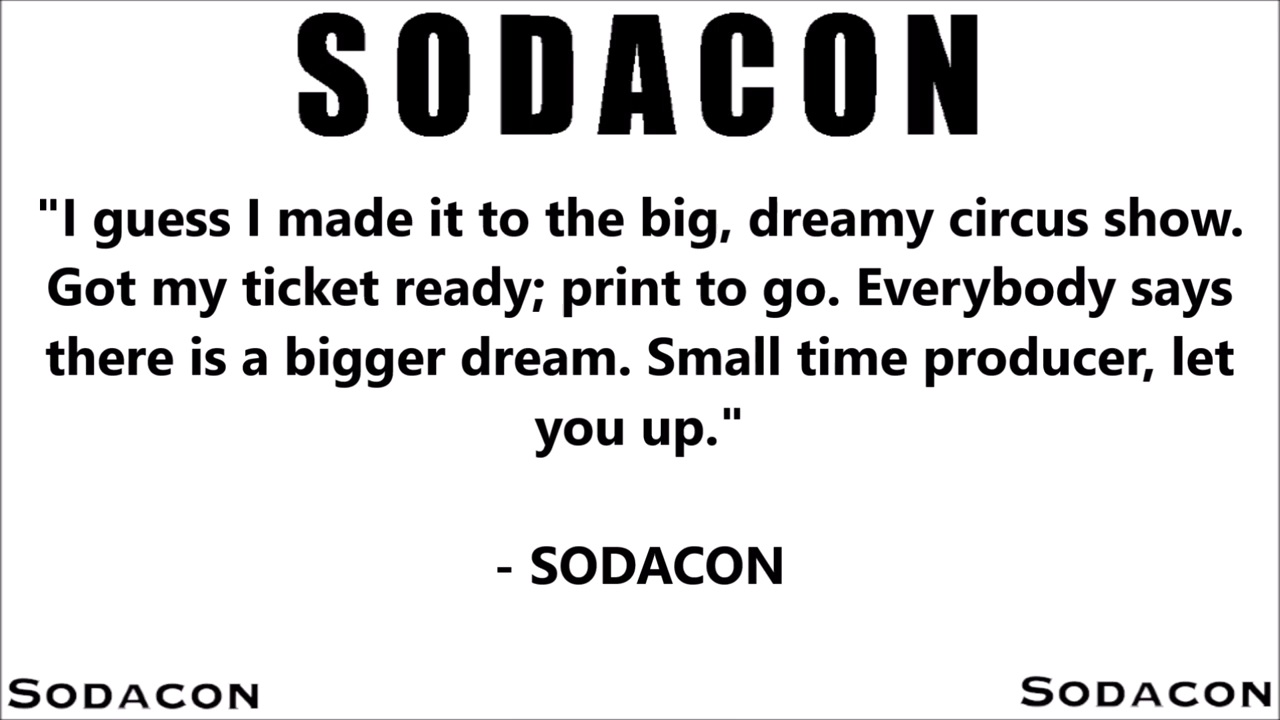 SODACON
"I guess I made it to the big, dreamy circus show.
Got my ticket ready; print to go. Everybody says
there is a bigger dream. Small time producer, let
you up."
- SODACON
SODACON
SODACON